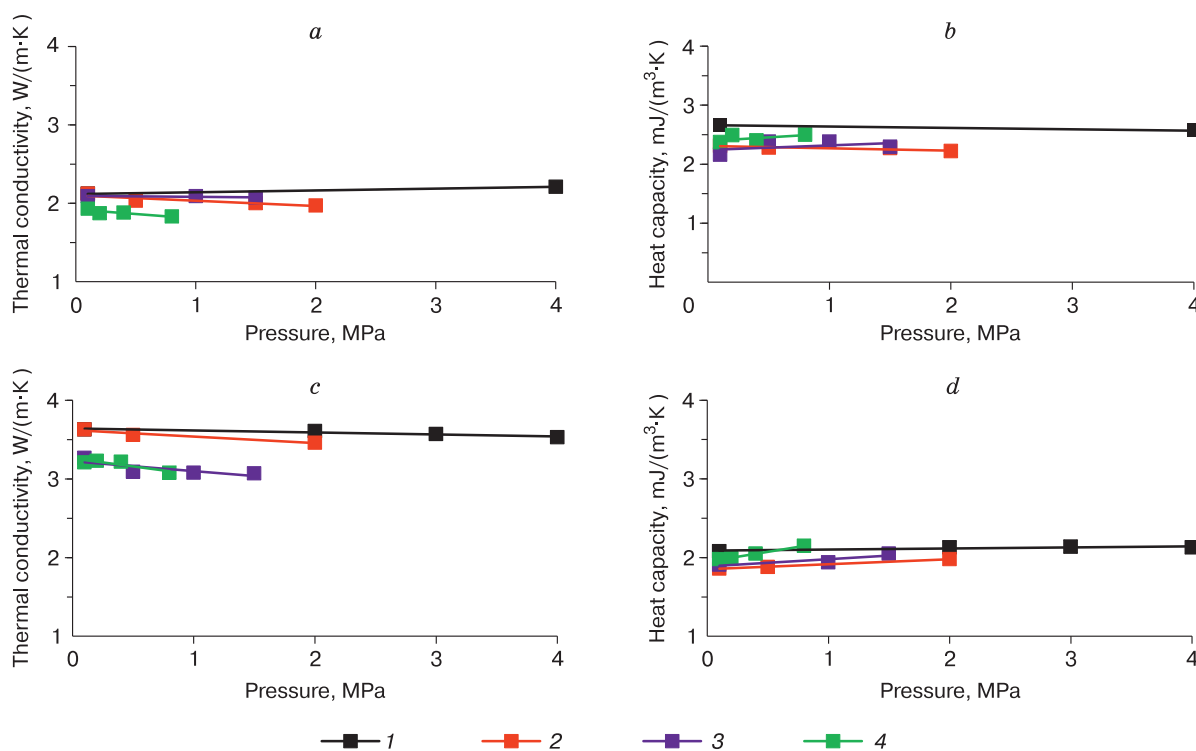 a
Thermal conductivity, W/(m·K)
4
3
2
1
0 1 2 3 4
Pressure, MPa
b
Heat capacity, mJ/(m³·K )
4
3
2
1
0 1 2 3 4
Pressure, MPa
c
Thermal conductivity, W/(m·K)
4
3
2
1
0 1 2 3 4
Pressure, MPa
d
Heat capacity, mJ/(m³·K )
4
3
2
1
0 1 2 3 4
Pressure, MPa
1 2 3 4